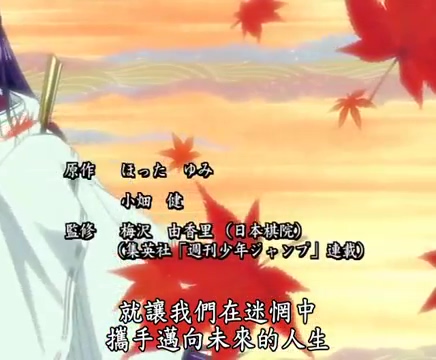 原作 ほった ゆみ
小畑 健
監修 梅沢 由香里（日本棋院）
（集英社「週刊少年ジャンプ」連載）
就讓我們在迷惘中
攜手邁向未來的人生